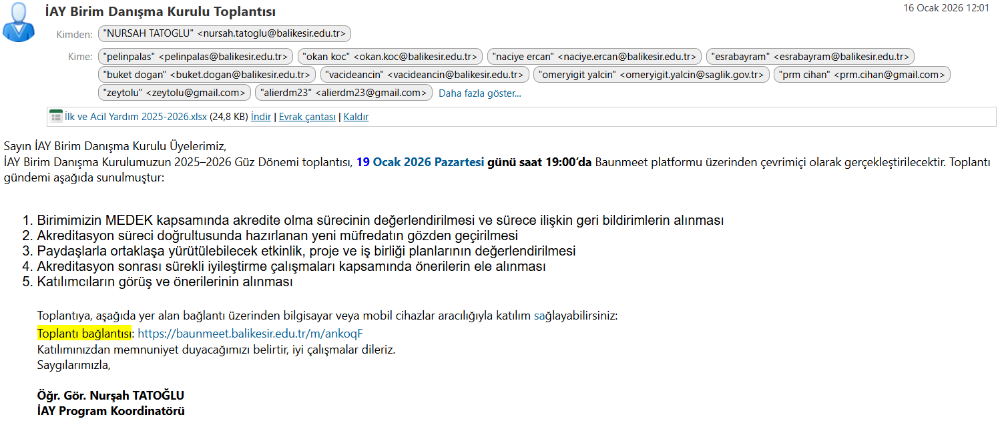 İAY Birim Danışma Kurulu Toplantısı
16 Ocak 2026 12:01
Kimden: "NURSAH TATOGLU" <nursah.tatoglu@balikesir.edu.tr>
Kime: "pelinpalas" <pelinpalas@balikesir.edu.tr> "okan koc" <okan.koc@balikesir.edu.tr> "naciye ercan" <naciye.ercan@balikesir.edu.tr> "esrabayram" <esrabayram@balikesir.edu.tr>
"buket dogan" <buket.dogan@balikesir.edu.tr> "vacideancin" <vacideancin@balikesir.edu.tr> "omeryigit yalcin" <omeryigit.yalcin@saglik.gov.tr> "prm cihan" <prm.cihan@gmail.com>
"zeytolu" <zeytolu@gmail.com> "alierdm23" <alierdm23@gmail.com> Daha fazla göster...
İlk ve Acil Yardım 2025-2026.xlsx (24,8 KB) İndir | Evrak çantası | Kaldır
Sayın İAY Birim Danışma Kurulu Üyelerimiz,
İAY Birim Danışma Kurulumuzun 2025–2026 Güz Dönemi toplantısı, 19 Ocak 2026 Pazartesi günü saat 19:00’da Baunmeet platformu üzerinden çevrimiçi olarak gerçekleştirilecektir. Toplantı
gündemi aşağıda sunulmuştur:
1. Birimimizin MEDEK kapsamında akredite olma sürecinin değerlendirilmesi ve sürece ilişkin geri bildirimlerin alınması
2. Akreditasyon süreci doğrultusunda hazırlanan yeni müfredatın gözden geçirilmesi
3. Paydaşlarla ortaklaşa yürütülebilecek etkinlik, proje ve iş birliği planlarının değerlendirilmesi
4. Akreditasyon sonrası sürekli iyileştirme çalışmaları kapsamında önerilerin ele alınması
5. Katılımcıların görüş ve önerilerinin alınması
Toplantıya, aşağıda yer alan bağlantı üzerinden bilgisayar veya mobil cihazlar aracılığıyla katılım sağlayabilirsiniz:
Toplantı bağlantısı: https://baunmeet.balikesir.edu.tr/m/ankoqF
Katılımınızdan memnuniyet duyacağımızı belirtir, iyi çalışmalar dileriz.
Saygılarımızla,
Öğr. Gör. Nurşah TATOĞLU
İAY Program Koordinatörü